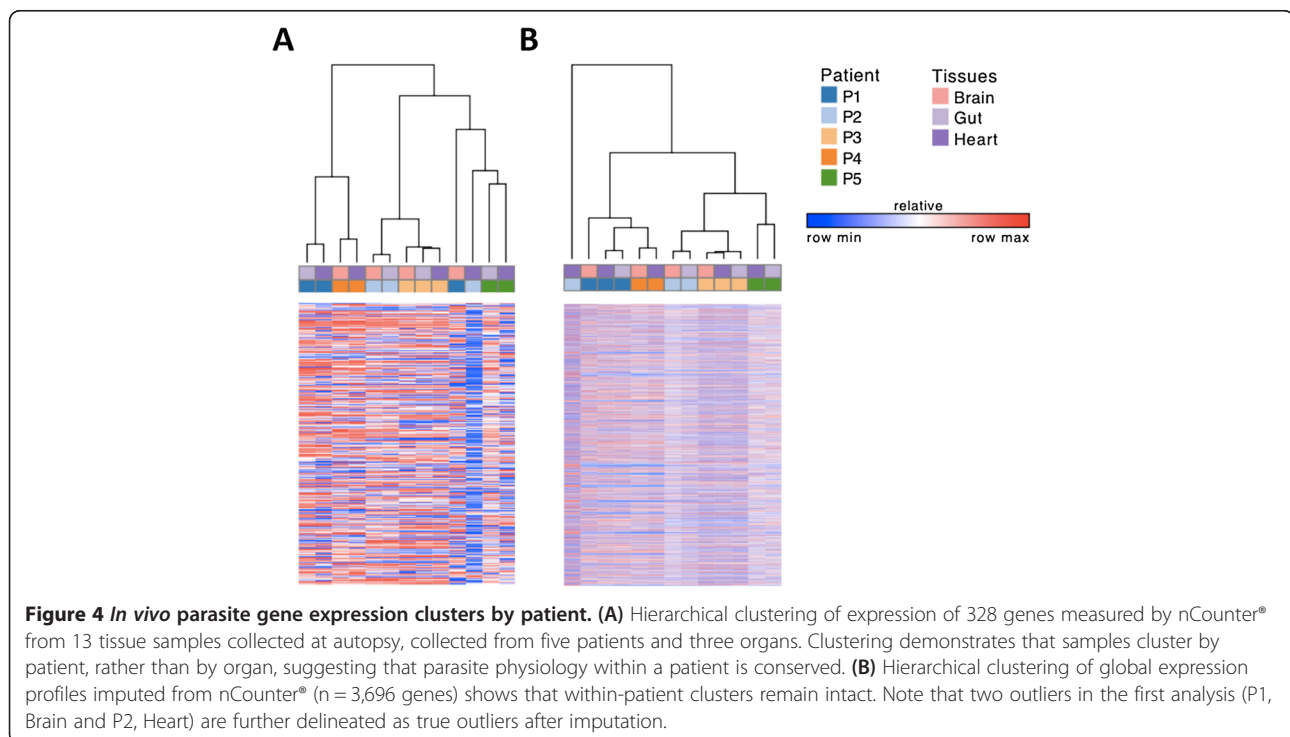 A
B
Patient
P1
P2
P3
P4
P5
Tissues
Brain
Gut
Heart
relative
row min
row max
Figure 4 In vivo parasite gene expression clusters by patient. (A) Hierarchical clustering of expression of 328 genes measured by nCounter®
from 13 tissue samples collected at autopsy, collected from five patients and three organs. Clustering demonstrates that samples cluster by
patient, rather than by organ, suggesting that parasite physiology within a patient is conserved. (B) Hierarchical clustering of global expression
profiles imputed from nCounter® (n = 3,696 genes) shows that within-patient clusters remain intact. Note that two outliers in the first analysis (P1,
Brain and P2, Heart) are further delineated as true outliers after imputation.